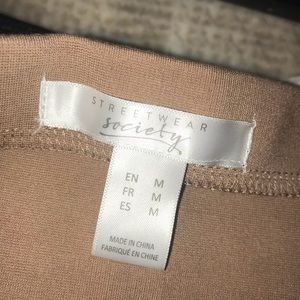 STREETWEAR
society
EN M
FR M
ES M
MADE IN CHINA
FABRIQUÉ EN CHINE